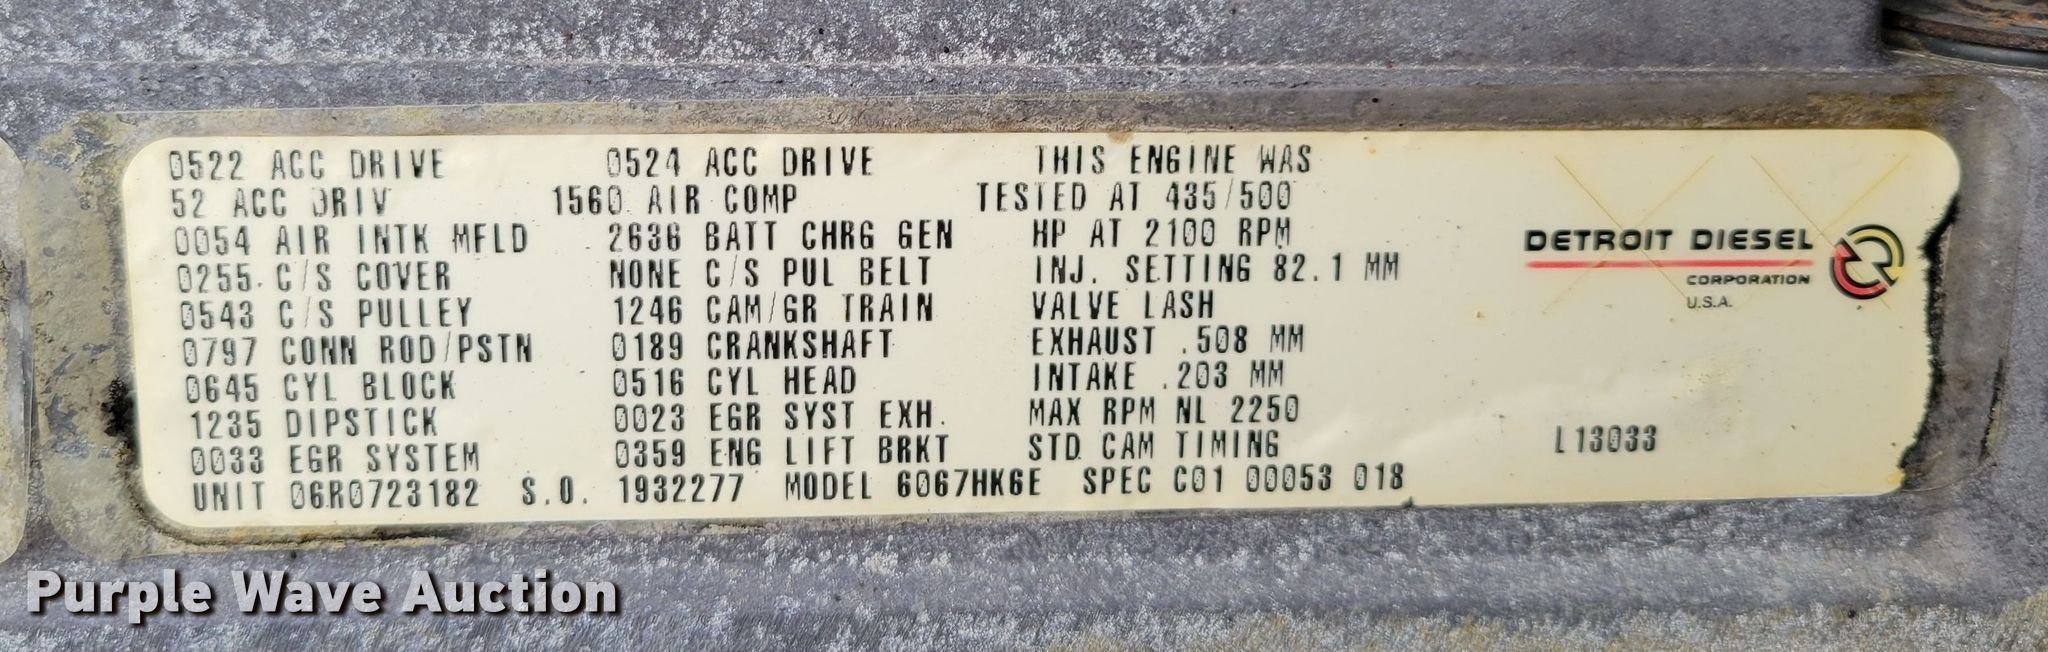 0522 ACC DRIVE 0524 ACC DRIVE THIS ENGINE WAS
52 ACC DRIV 1560 AIR COMP TESTED AT 435/500
0054 AIR INTK MFLD 2636 BATT CHRG GEN HP AT 2100 RPM
0255 C/S COVER NONE C/S PUL BELT INJ. SETTING 82.1 MM
0543 C/S PULLEY 1246 CAM/GR TRAIN VALVE LASH
0797 CONN ROD/PSTN 0189 CRANKSHAFT EXHAUST .508 MM
0645 CYL BLOCK 0516 CYL HEAD INTAKE .203 MM
1235 DIPSTICK 0023 EGR SYST EXH. MAX RPM NL 2250
0033 EGR SYSTEM 0359 ENG LIFT BRKT STD CAM TIMING
UNIT 06R0723182 S.O. 1932277 MODEL 6067HK6E SPEC C01 00053 018
DETROIT DIESEL
CORPORATION
U.S.A.
L13033
Purple Wave Auction